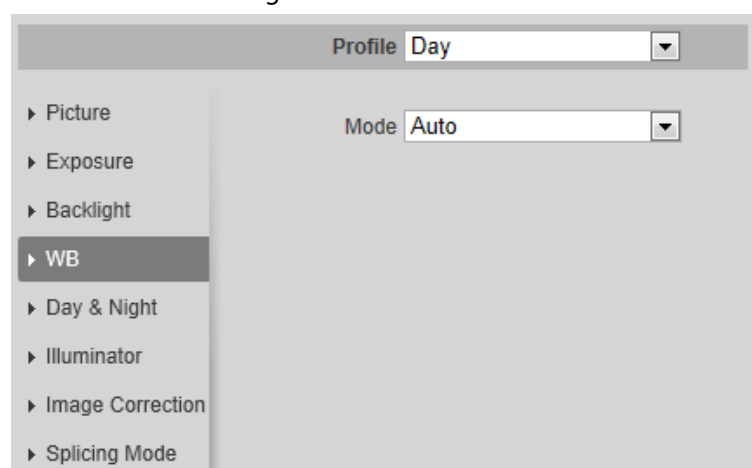 g
Profile Day
Picture
Mode Auto
Exposure
Backlight
WB
Day & Night
Illuminator
Image Correction
Splicing Mode